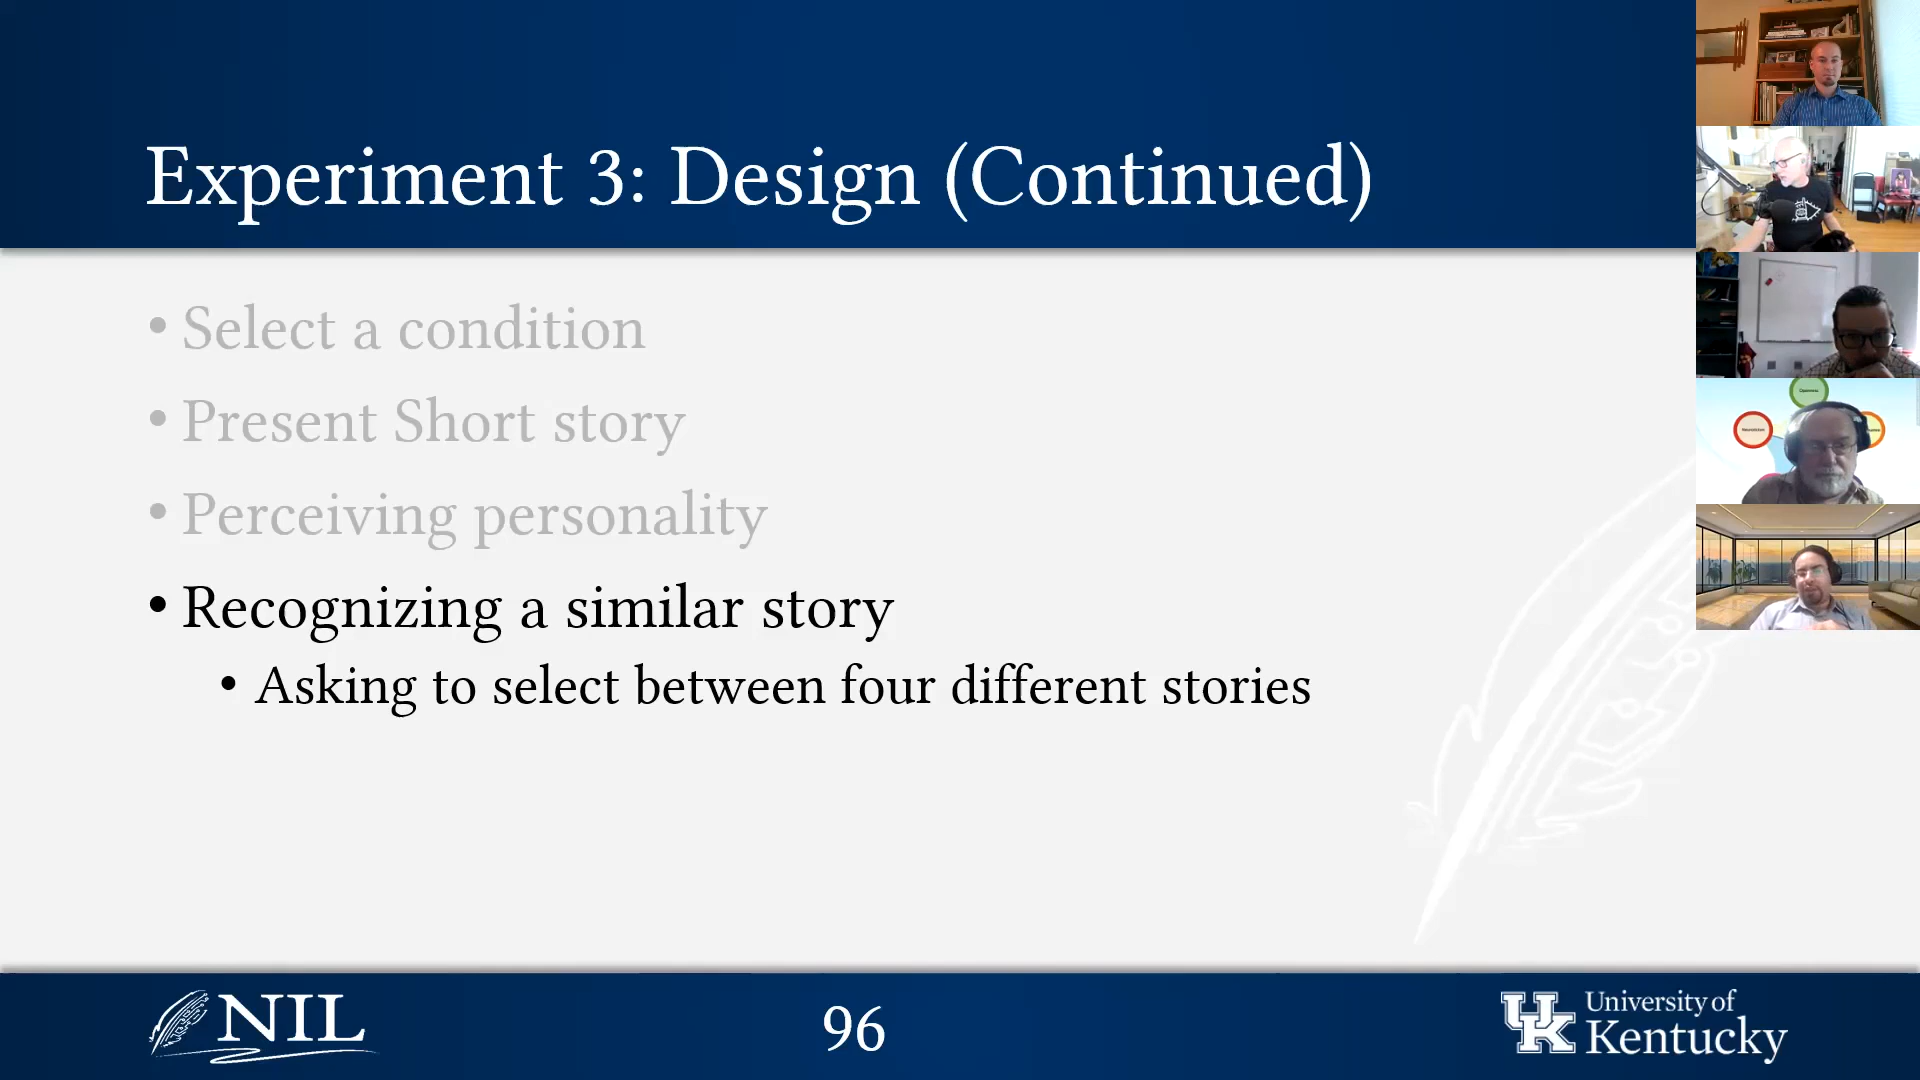 Experiment 3: Design (Continued)
• Select a condition
• Present Short story
• Perceiving personality
• Recognizing a similar story
• Asking to select between four different stories
NIL
96
UK
University of
Kentucky